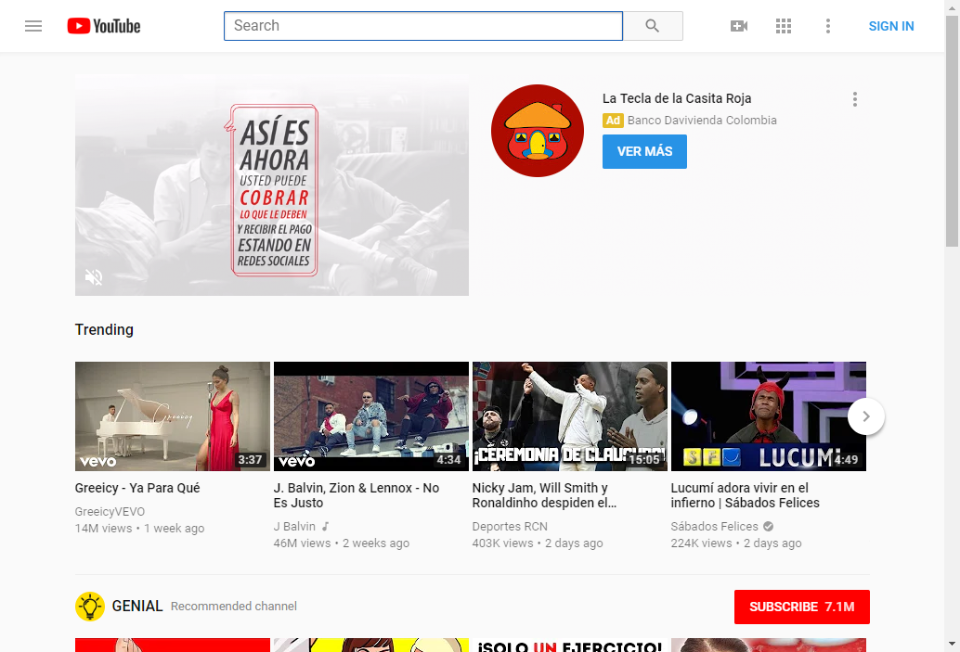 YouTube
Search
SIGN IN
ASÍ ES
AHORA
USTED PUEDE
COBRAR
LO QUE LE DEBEN
Y RECIBIR EL PAGO
ESTANDO EN
REDES SOCIALES
La Tecla de la Casita Roja
Ad Banco Davivienda Colombia
VER MÁS
Trending
Greeicy
vevo 3:37
vevo 4:34
¡CEREMONIA DE CLAUSURA!
15:05
SFJ LUCUMÍ
4:49
Greeicy - Ya Para Qué
GreeicyVEVO
14M views • 1 week ago
J. Balvin, Zion & Lennox - No
Es Justo
J Balvin
46M views • 2 weeks ago
Nicky Jam, Will Smith y
Ronaldinho despiden el...
Deportes RCN
403K views • 2 days ago
Lucumí adora vivir en el
infierno | Sábados Felices
Sábados Felices
224K views • 2 days ago
GENIAL Recommended channel
SUBSCRIBE 7.1M
¡SOLO UN EJERCICIO!